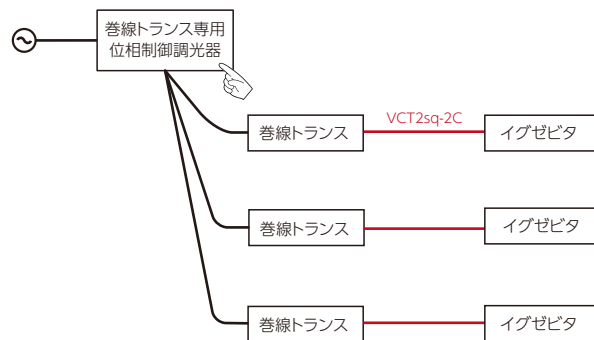 巻線トランス専用
位相制御調光器
巻線トランス
VCT2sq-2C
イグゼビタ
巻線トランス
イグゼビタ
巻線トランス
イグゼビタ